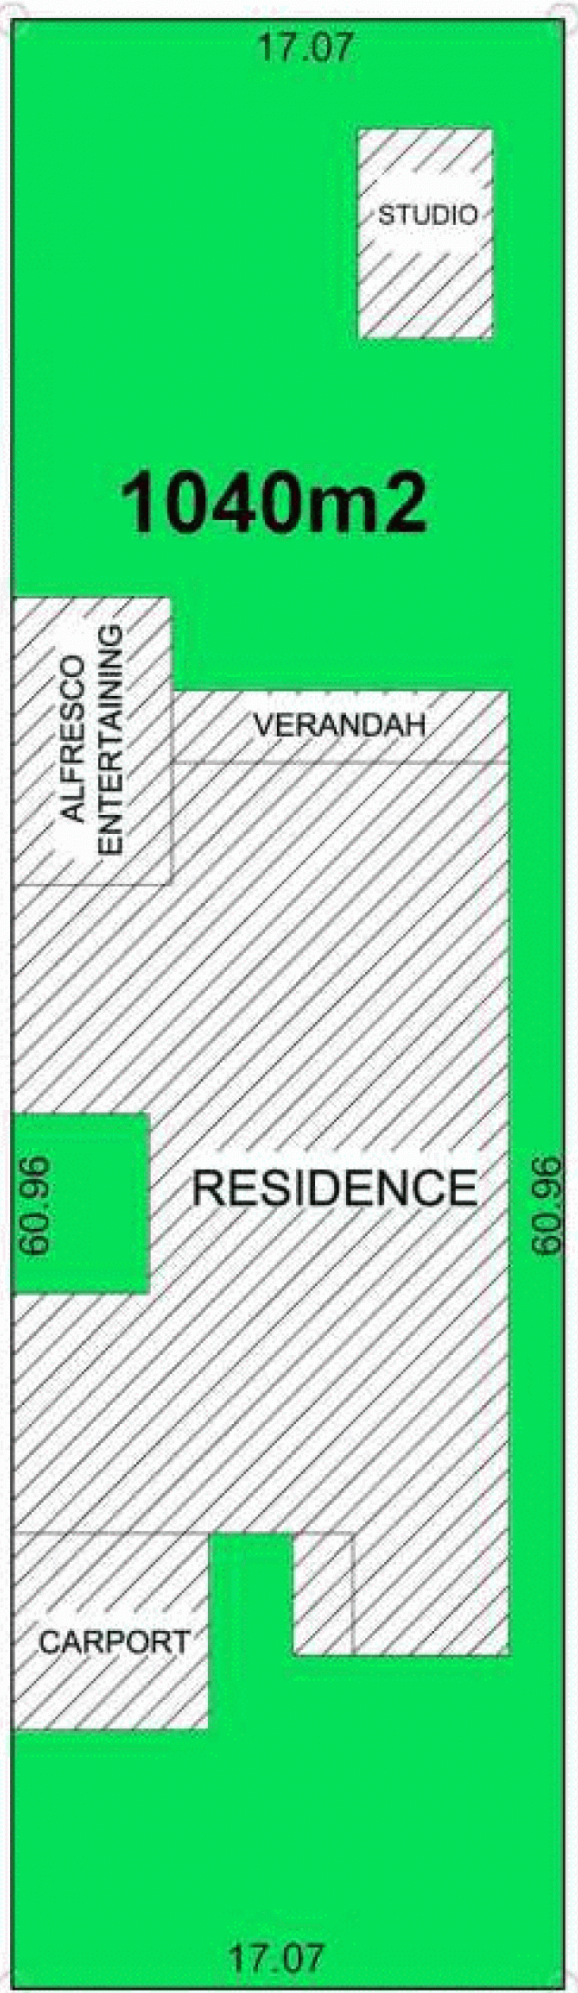 17.07
STUDIO
1040m2
ALFRESCO
ENTERTAINING
VERANDAH
60.96
RESIDENCE
60.96
CARPORT
17.07